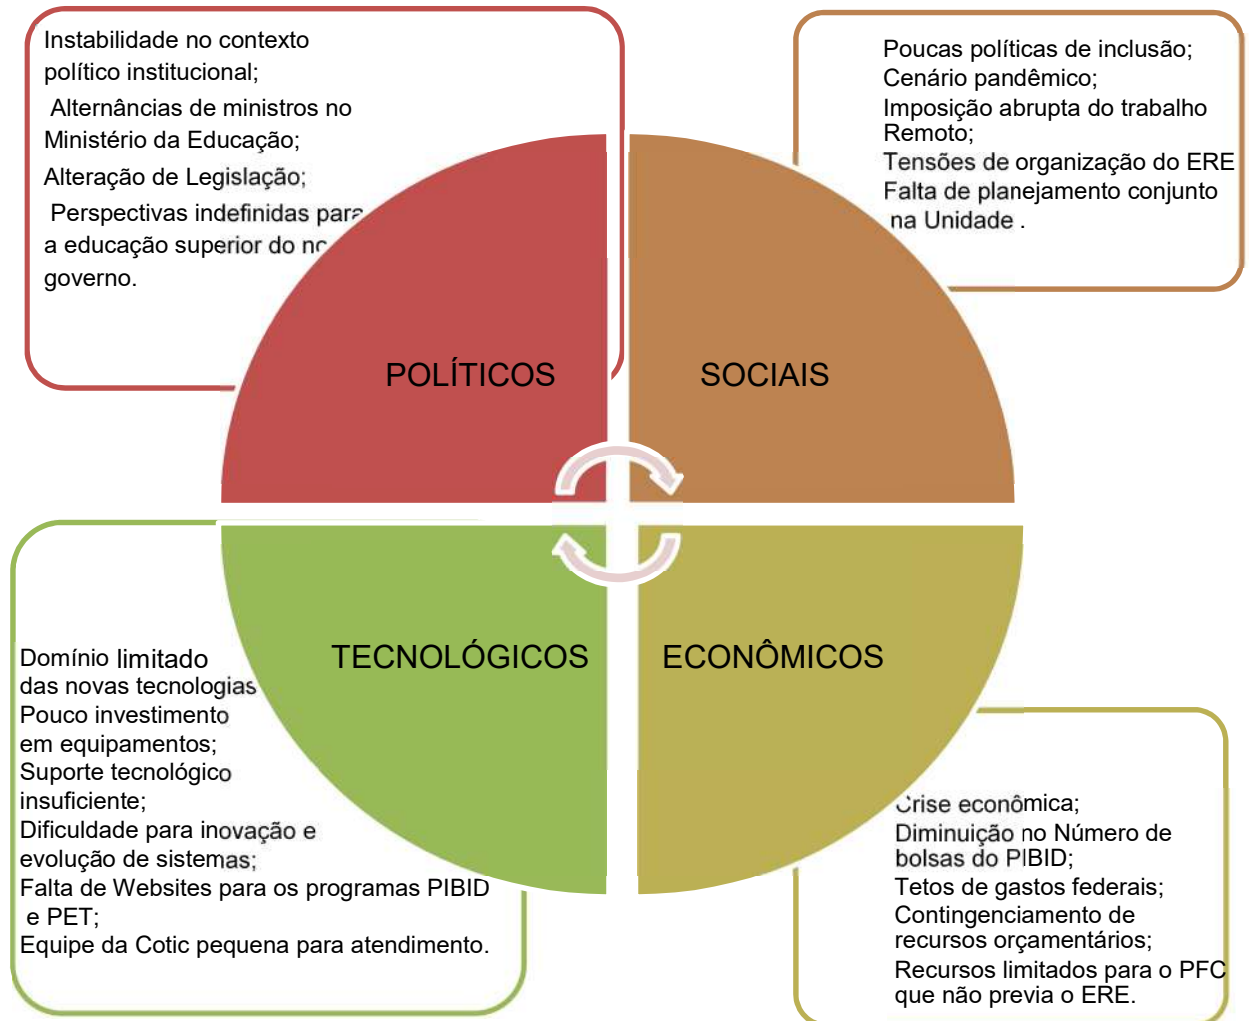 Instabilidade no contexto
político institucional;
Alternâncias de ministros no
Ministério da Educação;
Alteração de Legislação;
Perspectivas indefinidas para
a educação superior do
governo.
Poucas políticas de inclusão;
Cenário pandêmico;
Imposição abrupta do trabalho
Remoto;
Tensões de organização do ERE
Falta de planejamento conjunto
na Unidade .
POLÍTICOS
SOCIAIS
TECNOLÓGICOS
ECONÔMICOS
Domínio limitado
das novas tecnologias
Pouco investimento
em equipamentos;
Suporte tecnológico
insuficiente;
Dificuldade para inovação e
evolução de sistemas;
Falta de Websites para os programas PIBID
e PET;
Equipe da Cotic pequena para atendimento.
Crise econômica;
Diminuição no Número de
bolsas do PIBID;
Tetos de gastos federais;
Contingenciamento de
recursos orçamentários;
Recursos limitados para o PFC
que não previa o ERE.